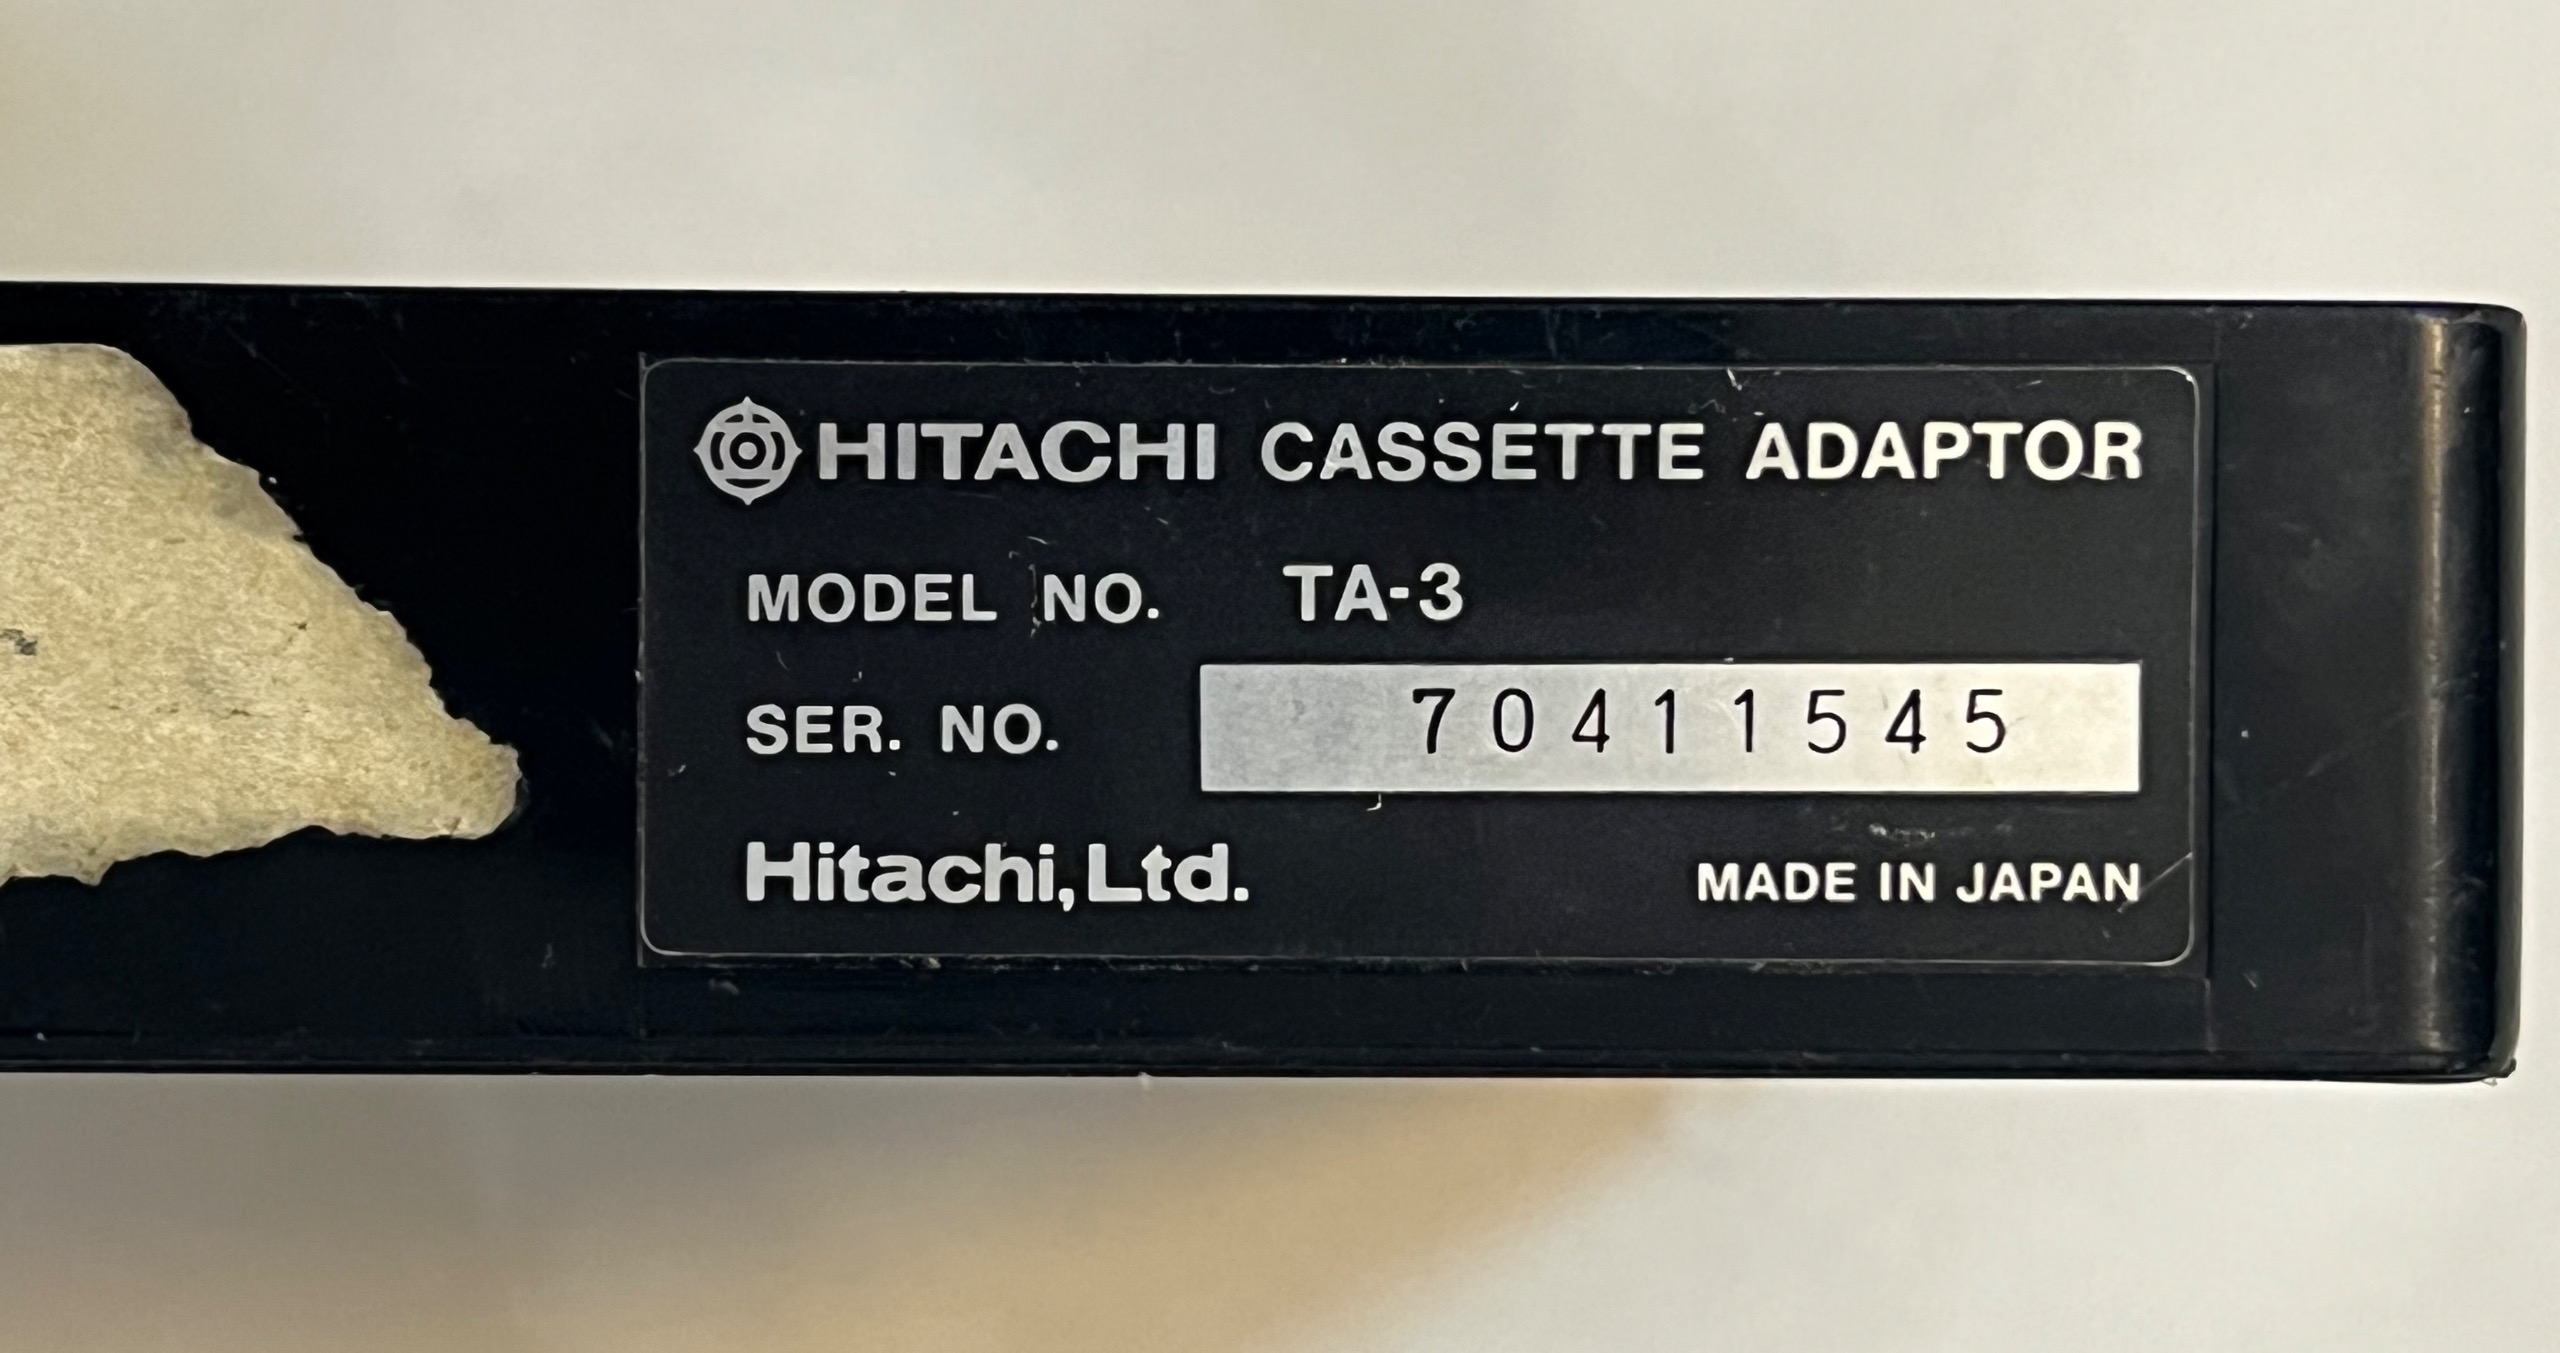 HITACHI CASSETTE ADAPTOR
MODEL NO. TA-3
SER. NO. 70411545
Hitachi,Ltd. MADE IN JAPAN